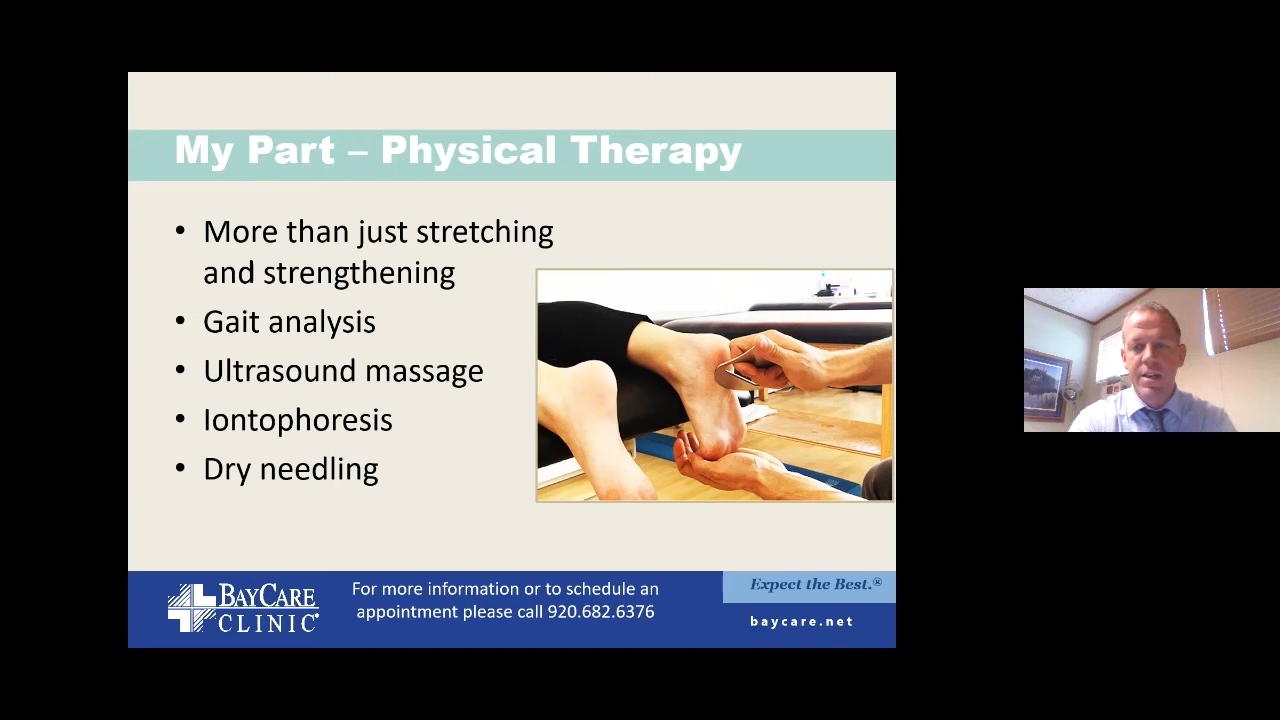 My Part – Physical Therapy
• More than just stretching
and strengthening
• Gait analysis
• Ultrasound massage
• Iontophoresis
• Dry needling
BAYCARE
CLINIC®
For more information or to schedule an
appointment please call 920.682.6376
Expect the Best.®
baycare.net